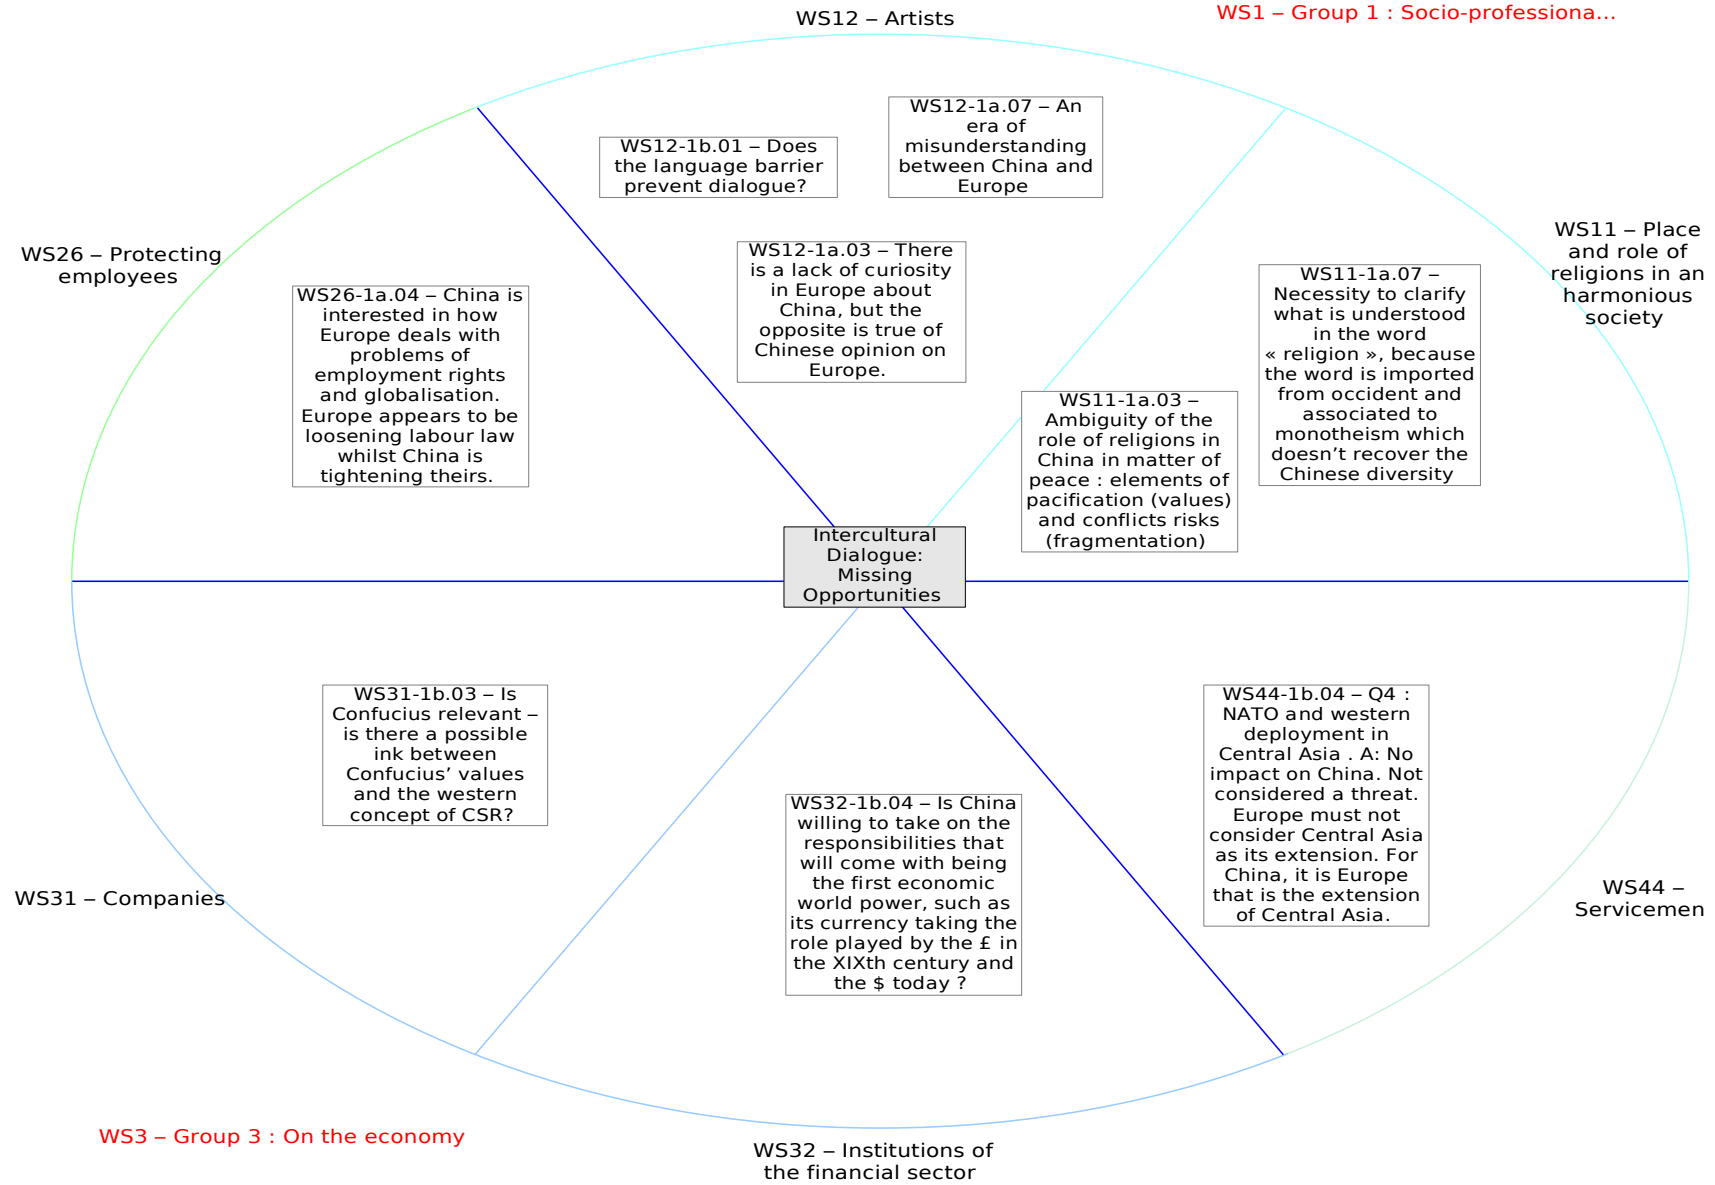 WS12 – Artists
WS1 – Group 1 : Socio-professiona...
WS12-1a.07 – An
era of
misunderstanding
between China and
Europe
WS12-1b.01 – Does
the language barrier
prevent dialogue?
WS26 – Protecting
employees
WS12-1a.03 – There
is a lack of curiosity
in Europe about
China, but the
opposite is true of
Chinese opinion on
Europe.
WS11 – Place
and role of
religions in an
harmonious
society
WS26-1a.04 – China is
interested in how
Europe deals with
problems of
employment rights
and globalisation.
Europe appears to be
loosening labour law
whilst China is
tightening theirs.
WS11-1a.07 –
Necessity to clarify
what is understood
in the word
« religion », because
the word is imported
from occident and
associated to
monotheism which
doesn’t recover the
Chinese diversity
WS11-1a.03 –
Ambiguity of the
role of religions in
China in matter of
peace : elements of
pacification (values)
and conflicts risks
(fragmentation)
Intercultural
Dialogue:
Missing
Opportunities
WS31-1b.03 – Is
Confucius relevant –
is there a possible
ink between
Confucius’ values
and the western
concept of CSR?
WS44-1b.04 – Q4 :
NATO and western
deployment in
Central Asia . A: No
impact on China. Not
considered a threat.
Europe must not
consider Central Asia
as its extension. For
China, it is Europe
that is the extension
of Central Asia.
WS32-1b.04 – Is China
willing to take on the
responsibilities that
will come with being
the first economic
world power, such as
its currency taking the
role played by the £ in
the XIXth century and
the $ today ?
WS31 – Companies
WS44 –
Servicemen
WS3 – Group 3 : On the economy
WS32 – Institutions of
the financial sector